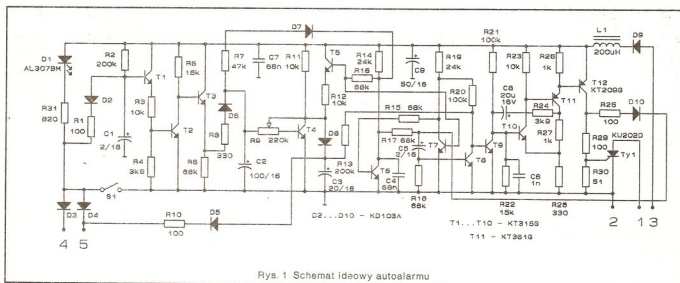 D7
D1
AL307BM
R2
200k
T1
R5
15k
R7
47k
C7
68n
R11
10k
T5
R14
24k
R16
68k
C9
50/16
R19
24k
R21
100k
R23
10k
R26
1k
L1
200uH
D9
D2
R3
10k
T3
D6
R12
10k
R15 68k
R20
100k
C8
20u
16V
T11
T12
KT209G
R31
820
R1
100
C1
2/16
T2
R8
330
R9
220k
T4
D8
R24
3k9
R25
100
D10
R4
3k9
R6
68k
C2
100/16
R13
200k
C3
20/16
R17 68k
C5
2/16
T6
C4
68n
T7
T8
T9
T10
R27
1k
R29
100
KU202D
Ty1
S1
R18
68k
C6
1n
R30
51
D3
D4
R10
100
D5
D2...D10 - KD103A
R22
15k
R28
330
4 5
T1...T10 - KT315G
T11 - KT361G
2 1 3
Rys. 1 Schemat ideowy autoalarmu